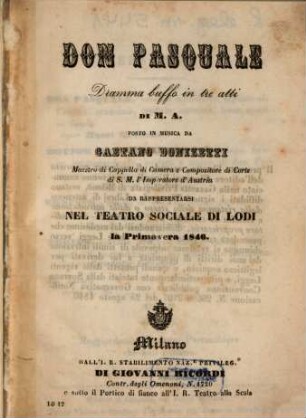 DON PASQUALE
Dramma buffo in tre atti
DI M. A.
POSTO IN MUSICA DA
GAETANO DONIZETTI
Maestro di Cappella di Camera e Compositore di Corte
di S. M. l'Imperatore d'Austria
DA RAPPRESENTARSI
NEL TEATRO SOCIALE DI LODI
la Primavera 1846.
Milano
DALL'I. R. STABILIMENTO NAZ.e PRIVILEG.°
DI GIOVANNI RICORDI
Contr. degli Omenoni, N. 1720
e sotto il Portico di fianco all'I. R. Teatro alla Scala